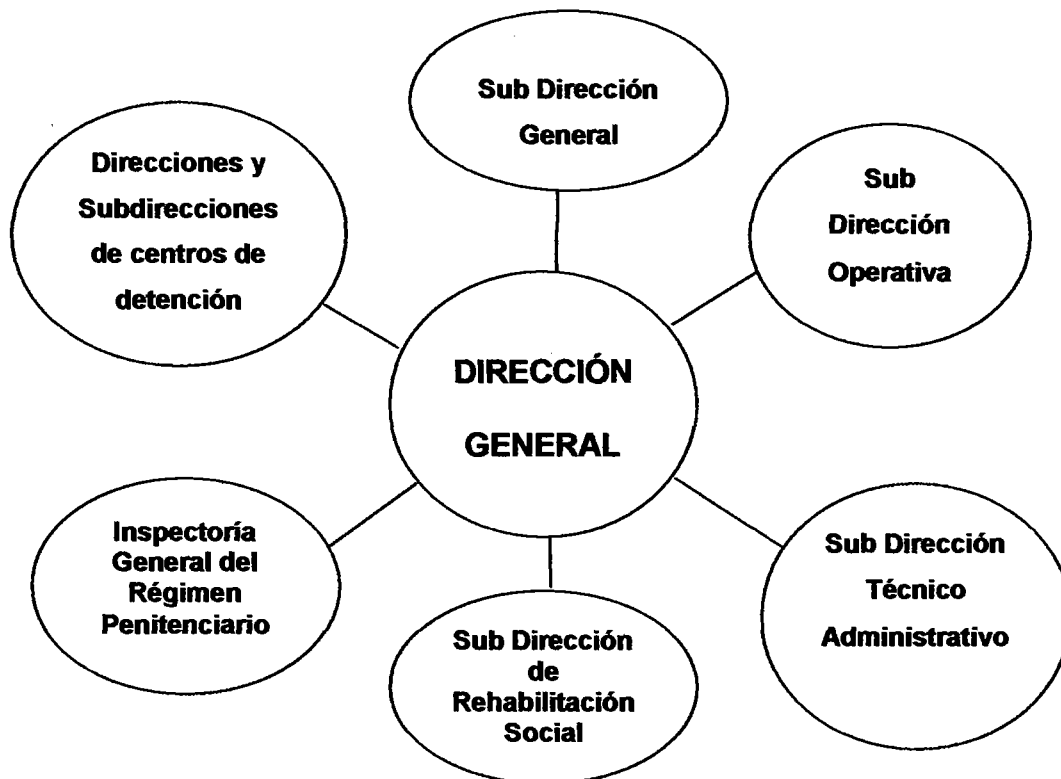 Sub Dirección
General
Direcciones y
Subdirecciones
de centros de
detención
Sub
Dirección
Operativa
DIRECCIÓN
GENERAL
Inspectoría
General del
Régimen
Penitenciario
Sub Dirección
de
Rehabilitación
Social
Sub Dirección
Técnico
Administrativo